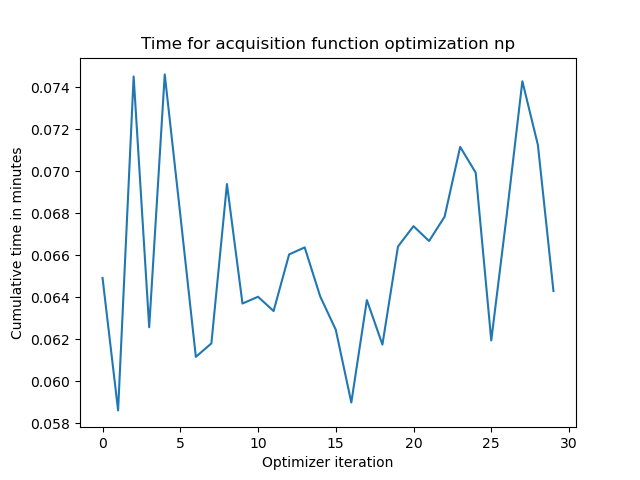 Time for acquisition function optimization np
Cumulative time in minutes
0.074
0.072
0.070
0.068
0.066
0.064
0.062
0.060
0.058
0 5 10 15 20 25 30
Optimizer iteration